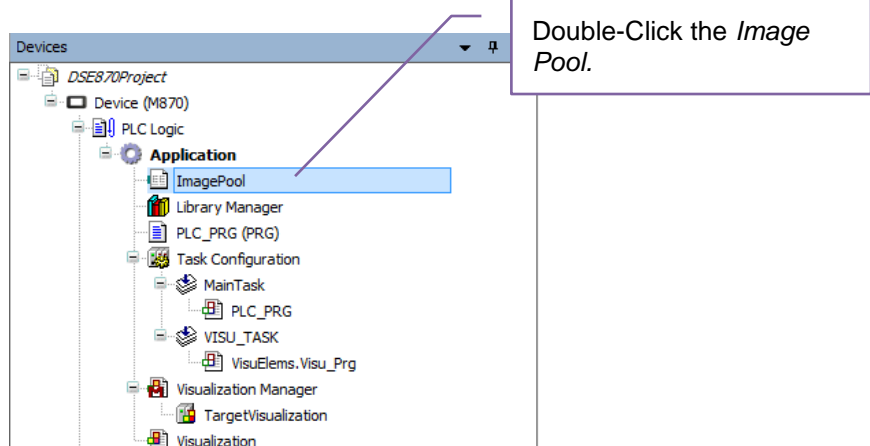 Double-Click the Image
Pool.
Devices
DSE870Project
Device (M870)
PLC Logic
Application
ImagePool
Library Manager
PLC_PRG (PRG)
Task Configuration
MainTask
PLC_PRG
VISU_TASK
VisuElems.Visu_Prg
Visualization Manager
TargetVisualization
Visualization